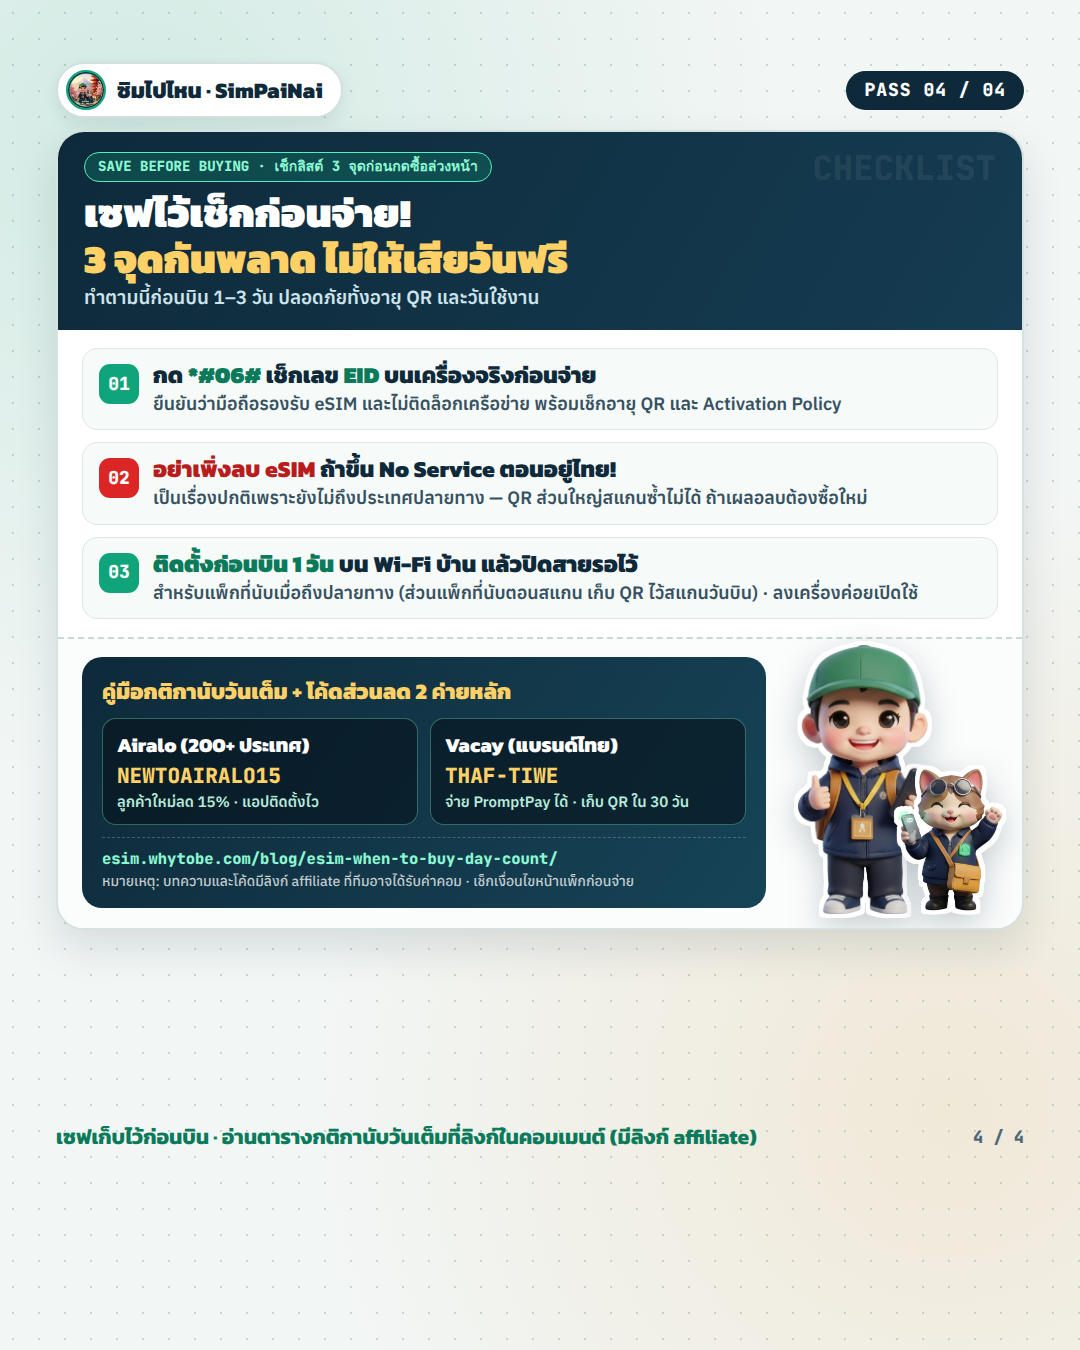 ซิมไปไหน · SimPaiNai
PASS 04 / 04
SAVE BEFORE BUYING · เช็กลิสต์ 3 จุดก่อนกดซื้อล่วงหน้า
CHECKLIST
เซฟไว้เช็กก่อนจ่าย!
3 จุดกันพลาด ไม่ให้เสียวันฟรี
ทำตามนี้ก่อนบิน 1–3 วัน ปลอดภัยทั้งอายุ QR และวันใช้งาน
01
กด *#06# เช็กเลข EID บนเครื่องจริงก่อนจ่าย
ยืนยันว่ามือถือรองรับ eSIM และไม่ติดล็อกเครือข่าย พร้อมเช็กอายุ QR และ Activation Policy
02
อย่าเพิ่งลบ eSIM ถ้าขึ้น No Service ตอนอยู่ไทย!
เป็นเรื่องปกติเพราะยังไม่ถึงประเทศปลายทาง — QR ส่วนใหญ่สแกนซ้ำไม่ได้ ถ้าเผลอลบต้องซื้อใหม่
03
ติดตั้งก่อนบิน 1 วัน บน Wi-Fi บ้าน แล้วปิดสายรอไว้
สำหรับแพ็กที่นับเมื่อถึงปลายทาง (ส่วนแพ็กที่นับตอนสแกน เก็บ QR ไว้สแกนวันบิน) · ลงเครื่องค่อยเปิดใช้
คู่มือกติกานับวันเต็ม + โค้ดส่วนลด 2 ค่ายหลัก
Airalo (200+ ประเทศ)
NEWTOAIRALO15
ลูกค้าใหม่ลด 15% · แอปติดตั้งไว
Vacay (แบรนด์ไทย)
THAF-TIWE
จ่าย PromptPay ได้ · เก็บ QR ใน 30 วัน
esim.whytobe.com/blog/esim-when-to-buy-day-count/
หมายเหตุ: บทความและโค้ดมีลิงก์ affiliate ที่ทีมอาจได้รับค่าคอม · เช็กเงื่อนไขหน้าแพ็กก่อนจ่าย
เซฟเก็บไว้ก่อนบิน · อ่านตารางกติกานับวันเต็มที่ลิงก์ในคอมเมนต์ (มีลิงก์ affiliate)
4 / 4